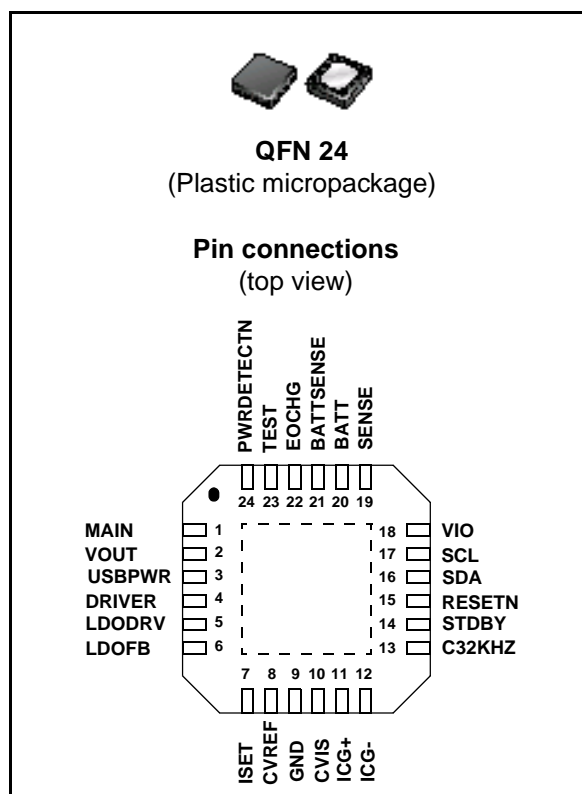 QFN 24
(Plastic micropackage)
Pin connections
(top view)
PWRDETECTN
TEST
EOCHG
BATTSENSE
BATT
SENSE
24 23 22 21 20 19
MAIN 1
VOUT 2
USBPWR 3
DRIVER 4
LDODRV 5
LDOFB 6
18 VIO
17 SCL
16 SDA
15 RESETN
14 STDBY
13 C32KHZ
7 8 9 10 11 12
ISET
CVREF
GND
CVIS
ICG+
ICG-